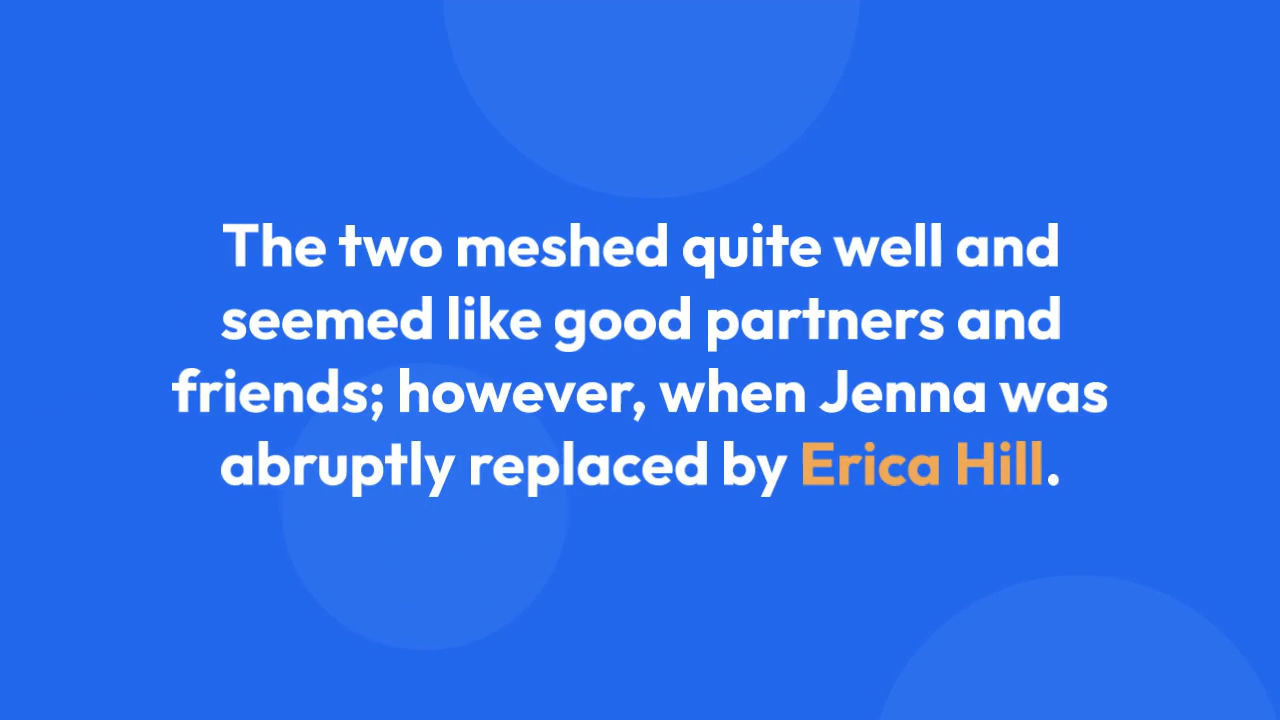 The two meshed quite well and
seemed like good partners and
friends; however, when Jenna was
abruptly replaced by Erica Hill.